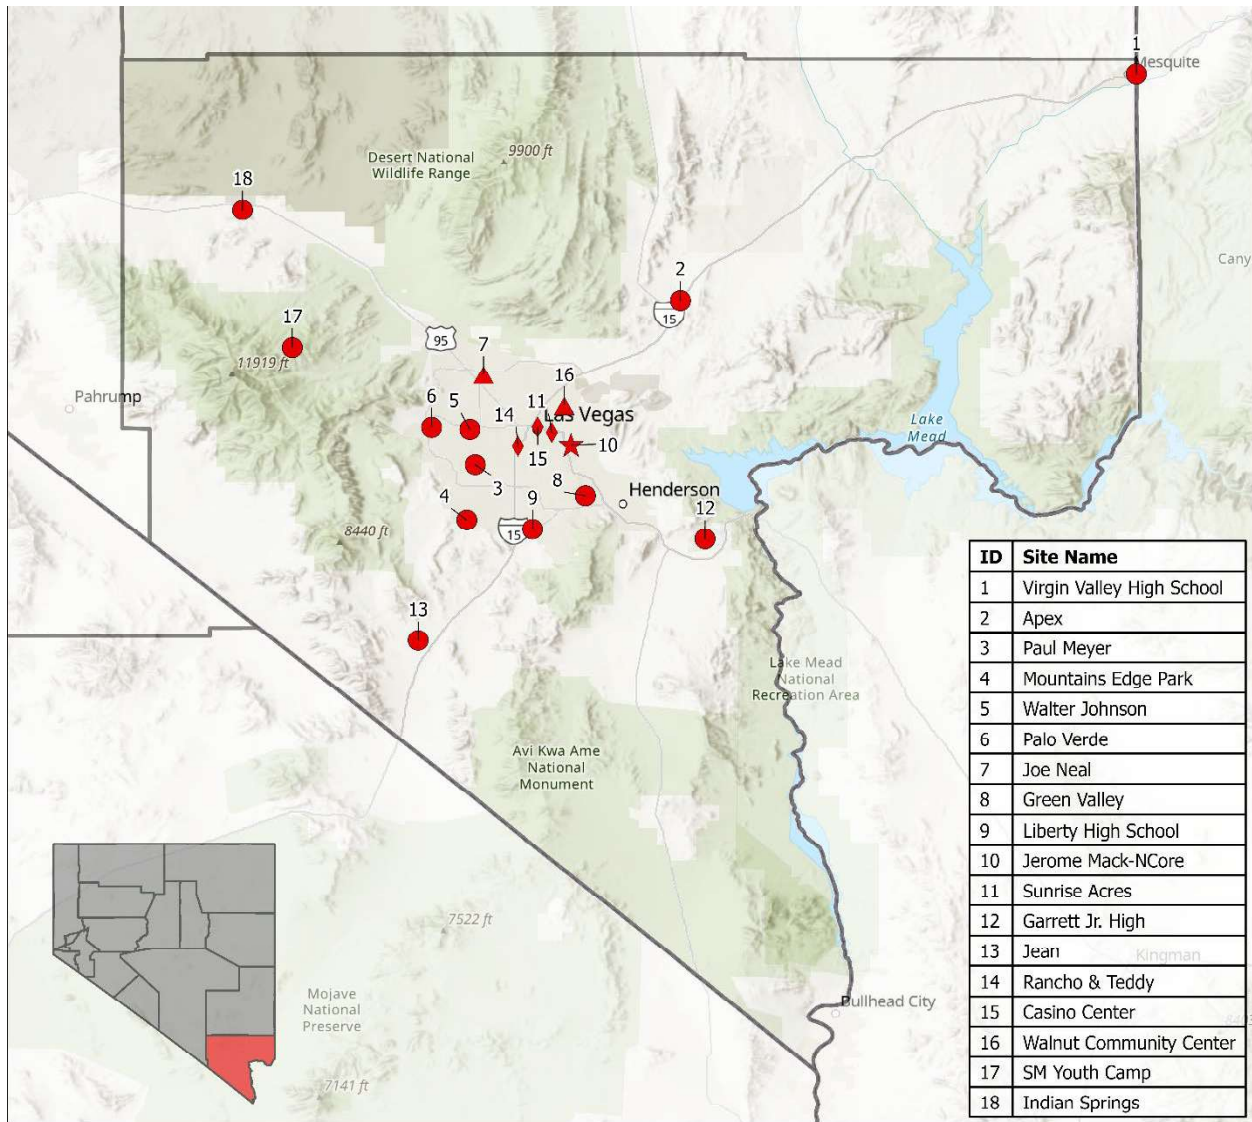 1
Mesquite
Desert National
Wildlife Range
9900 ft
18
Cany
2
15
17
95
11919 ft
7
Pahrump
16
6
5
11
14
Las Vegas
10
15
3
8
Lake
Mead
Henderson
4
9
15
12
8440 ft
13
Lake Mead
National
Recreation Area
Avi Kwa Ame
National
Monument
7522 ft
Mojave
National
Preserve
7141 ft
Bullhead City
Kingman
ID Site Name
1 Virgin Valley High School
2 Apex
3 Paul Meyer
4 Mountains Edge Park
5 Walter Johnson
6 Palo Verde
7 Joe Neal
8 Green Valley
9 Liberty High School
10 Jerome Mack-NCore
11 Sunrise Acres
12 Garrett Jr. High
13 Jean
14 Rancho & Teddy
15 Casino Center
16 Walnut Community Center
17 SM Youth Camp
18 Indian Springs